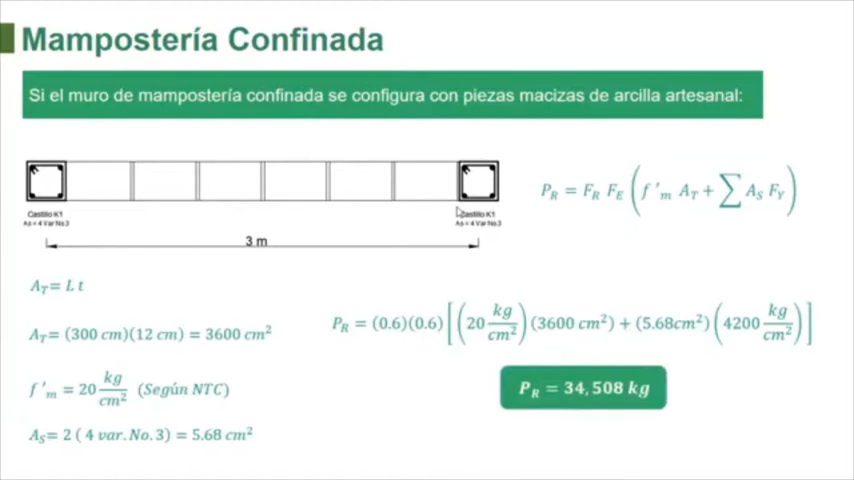 Mampostería Confinada
Si el muro de mampostería confinada se configura con piezas macizas de arcilla artesanal:
Castillo K1
As = 4 Var No.3
Castillo K1
As = 4 Var No.3
3 m
P_R = F_R F_E (f'_m A_T + ∑ A_S F_Y)
A_T= L t
A_T= (300 cm)(12 cm) = 3600 cm²
f'_m = 20 kg/cm² (Según NTC)
A_S= 2 ( 4 var. No. 3) = 5.68 cm²
P_R = (0.6)(0.6)[(20 kg/cm²)(3600 cm²) + (5.68cm²)(4200 kg/cm²)]
P_R = 34,508 kg